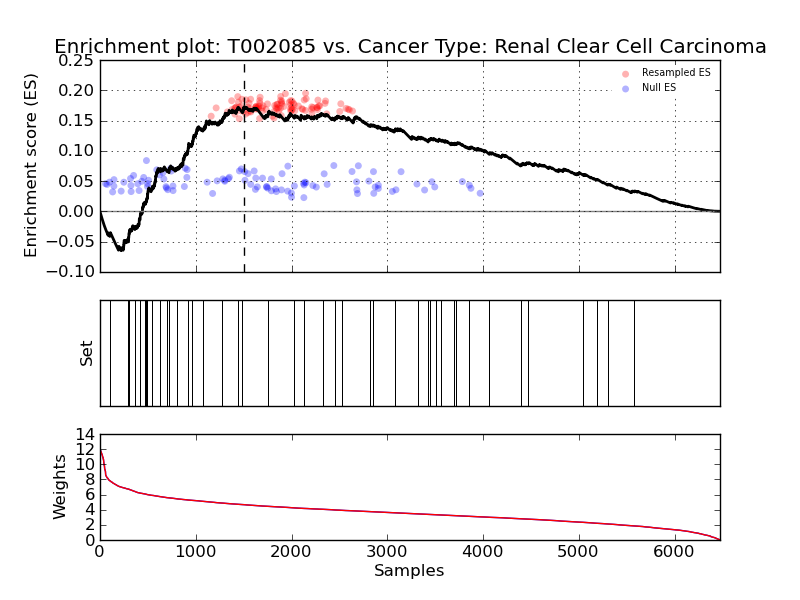 Enrichment plot: T002085 vs. Cancer Type: Renal Clear Cell Carcinoma
Enrichment score (ES)
0.25
0.20
0.15
0.10
0.05
0.00
−0.05
−0.10
Resampled ES
Null ES
Set
Weights
14
12
10
8
6
4
2
0
0 1000 2000 3000 4000 5000 6000
Samples